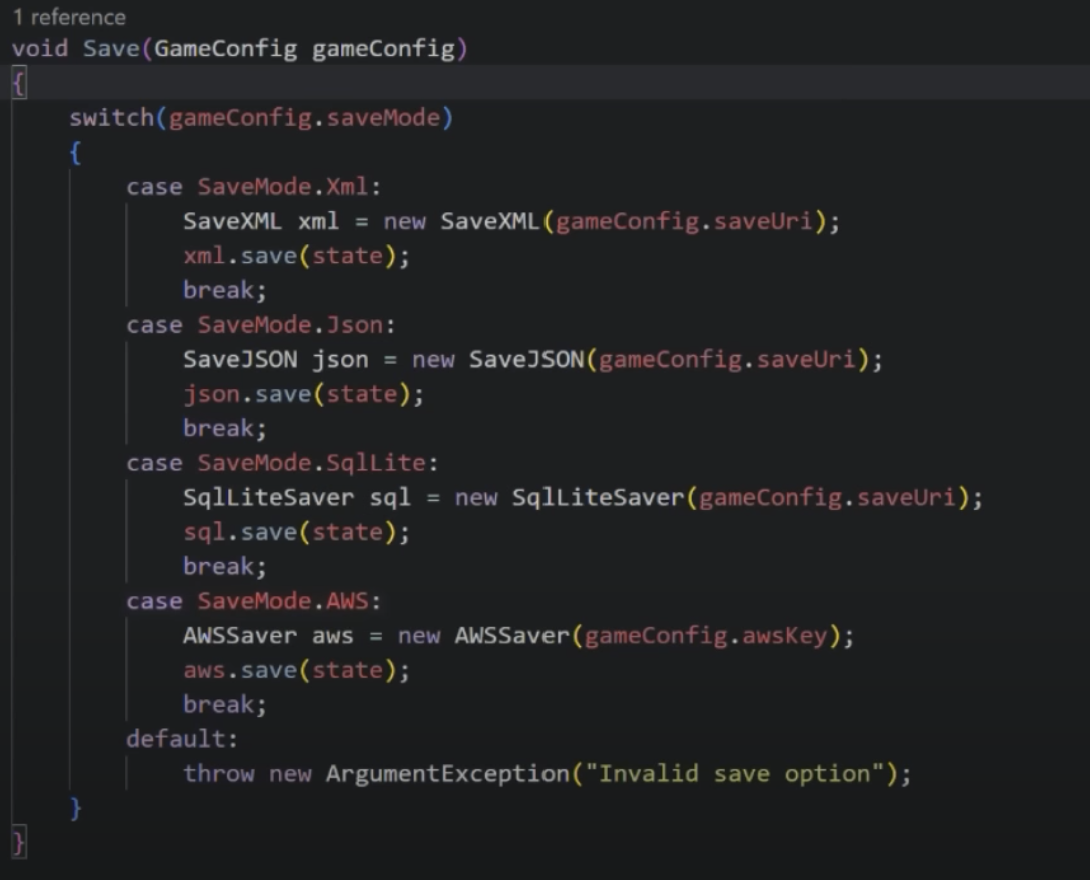 1 reference
void Save(GameConfig gameConfig)
{
    switch(gameConfig.saveMode)
    {
        case SaveMode.Xml:
            SaveXML xml = new SaveXML(gameConfig.saveUri);
            xml.save(state);
            break;
        case SaveMode.Json:
            SaveJSON json = new SaveJSON(gameConfig.saveUri);
            json.save(state);
            break;
        case SaveMode.SqlLite:
            SqlLiteSaver sql = new SqlLiteSaver(gameConfig.saveUri);
            sql.save(state);
            break;
        case SaveMode.AWS:
            AWSSaver aws = new AWSSaver(gameConfig.awsKey);
            aws.save(state);
            break;
        default:
            throw new ArgumentException("Invalid save option");
    }
}